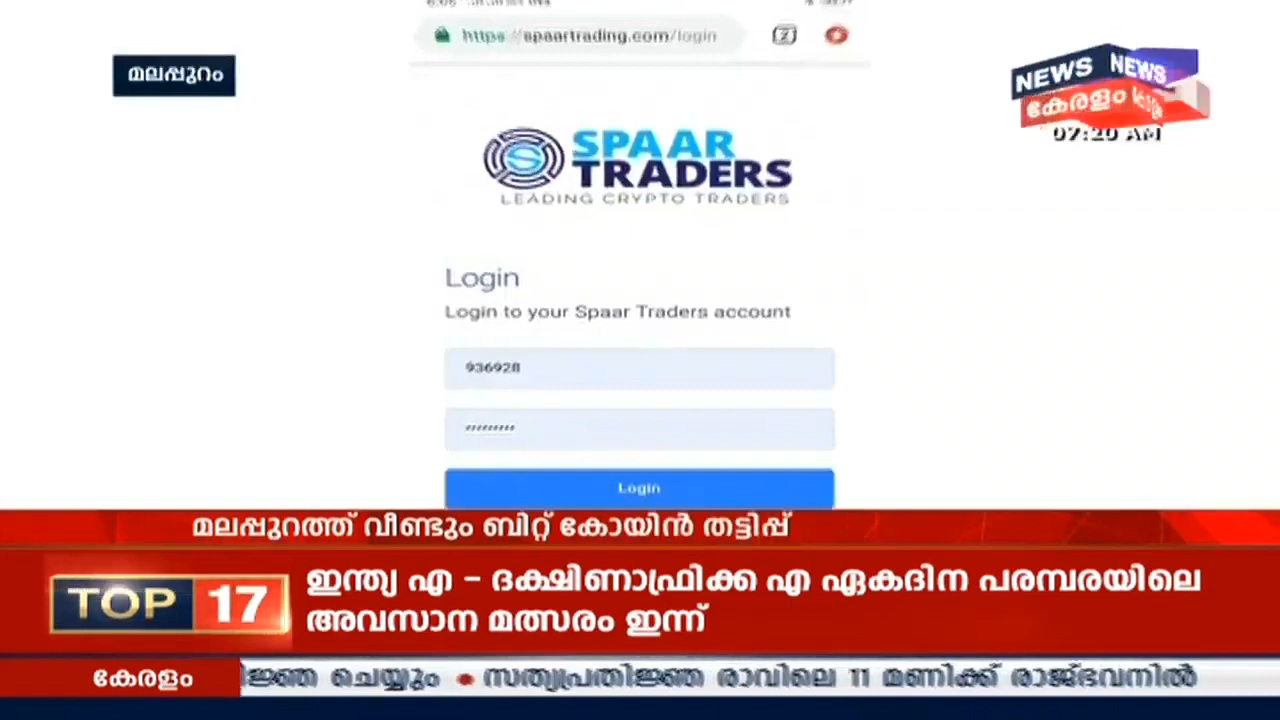 https://spaartrading.com/login
2
മലപ്പുറം
NEWS NEWS
കേരളം
07:20 AM
SPAAR
TRADERS
LEADING CRYPTO TRADERS
Login
Login to your Spaar Traders account
936928
Login
മലപ്പുറത്ത് വീണ്ടും ബിറ്റ് കോയിൻ തട്ടിപ്പ്
TOP 17
ഇന്ത്യ എ - ദക്ഷിണാഫ്രിക്ക എ ഏകദിന പരമ്പരയിലെ
അവസാന മത്സരം ഇന്ന്
കേരളം
ിജ്ഞ ചെയ്യും • സത്യപ്രതിജ്ഞ രാവിലെ 11 മണിക്ക് രാജ്ഭവനിൽ